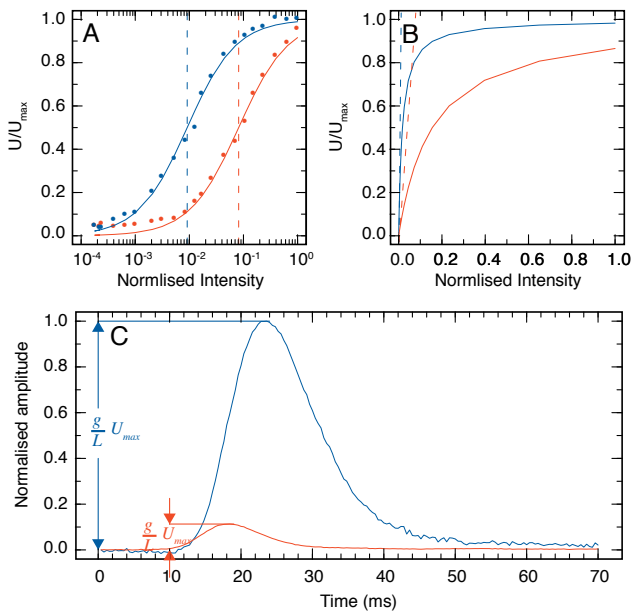 A
U/Umax
1.0
0.8
0.6
0.4
0.2
0.0
10-4 10-3 10-2 10-1 100
Normlised Intensity
B
U/Umax
1.0
0.8
0.6
0.4
0.2
0.0
0.0 0.2 0.4 0.6 0.8 1.0
Normlised Intensity
C
Normalised amplitude
1.0
0.8
0.6
0.4
0.2
0.0
g/L Umax
g/L Umax
0 10 20 30 40 50 60 70
Time (ms)